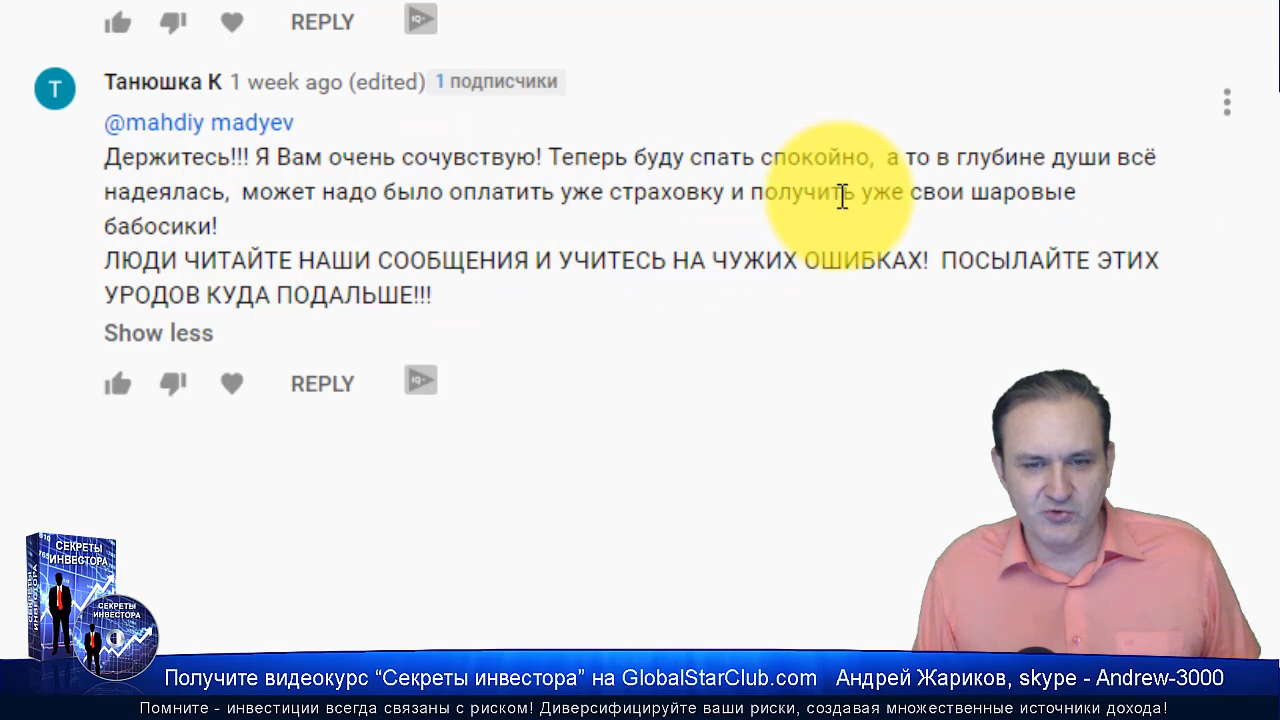 REPLY
Т
Танюшка К 1 week ago (edited) 1 подписчики
@mahdiy madyev
Держитесь!!! Я Вам очень сочувствую! Теперь буду спать спокойно, а то в глубине души всё
надеялась, может надо было оплатить уже страховку и получить уже свои шаровые
бабосики!
ЛЮДИ ЧИТАЙТЕ НАШИ СООБЩЕНИЯ И УЧИТЕСЬ НА ЧУЖИХ ОШИБКАХ! ПОСЫЛАЙТЕ ЭТИХ
УРОДОВ КУДА ПОДАЛЬШЕ!!!
Show less
REPLY
СЕКРЕТЫ
ИНВЕСТОРА
СЕКРЕТЫ
ИНВЕСТОРА
Получите видеокурс “Секреты инвестора” на GlobalStarClub.com Андрей Жариков, skype - Andrew-3000
Помните - инвестиции всегда связаны с риском! Диверсифицируйте ваши риски, создавая множественные источники дохода!